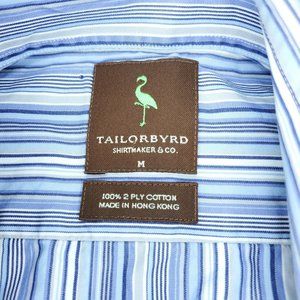 TAILORBYRD
SHIRTMAKER & CO.
M
100% 2 PLY COTTON
MADE IN HONG KONG